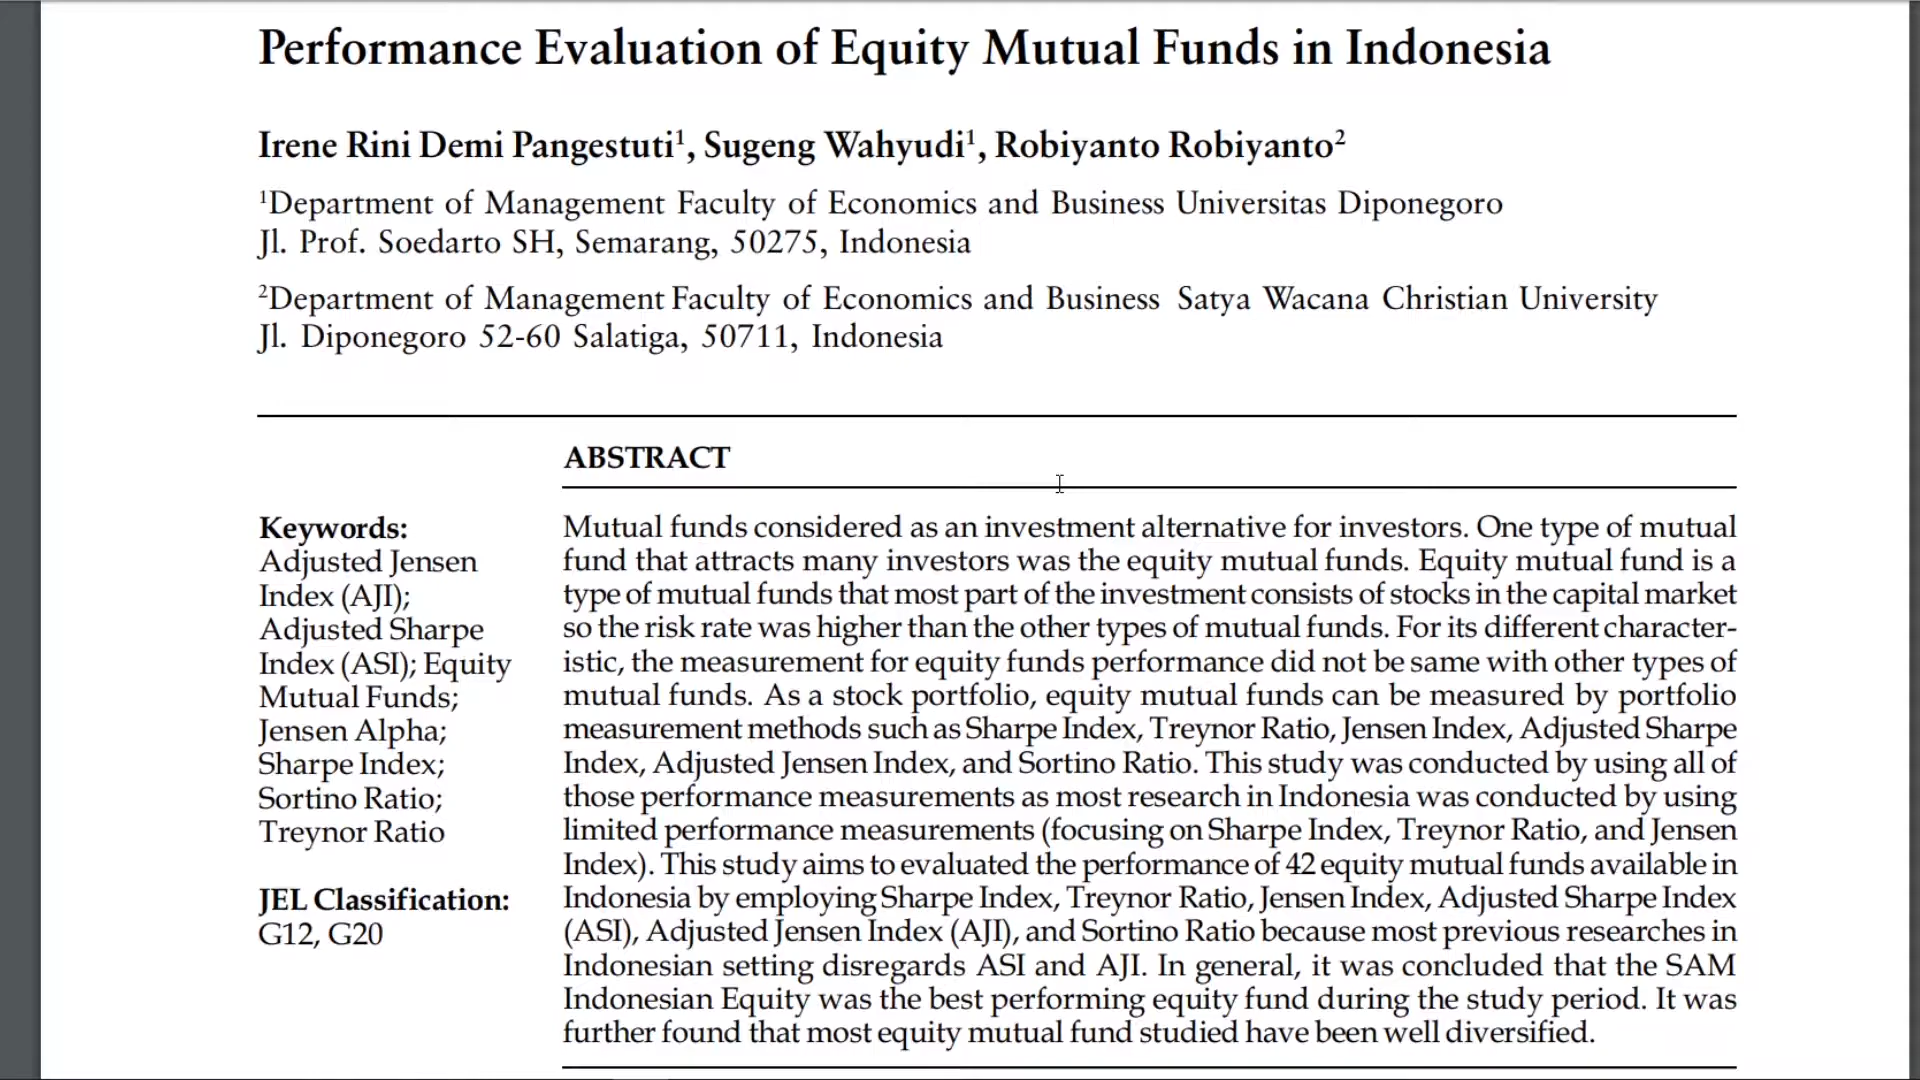 Performance Evaluation of Equity Mutual Funds in Indonesia
Irene Rini Demi Pangestuti¹, Sugeng Wahyudi¹, Robiyanto Robiyanto²
¹Department of Management Faculty of Economics and Business Universitas Diponegoro
Jl. Prof. Soedarto SH, Semarang, 50275, Indonesia
²Department of Management Faculty of Economics and Business Satya Wacana Christian University
Jl. Diponegoro 52-60 Salatiga, 50711, Indonesia
ABSTRACT
Keywords:
Adjusted Jensen
Index (AJI);
Adjusted Sharpe
Index (ASI); Equity
Mutual Funds;
Jensen Alpha;
Sharpe Index;
Sortino Ratio;
Treynor Ratio
JEL Classification:
G12, G20
Mutual funds considered as an investment alternative for investors. One type of mutual
fund that attracts many investors was the equity mutual funds. Equity mutual fund is a
type of mutual funds that most part of the investment consists of stocks in the capital market
so the risk rate was higher than the other types of mutual funds. For its different character-
istic, the measurement for equity funds performance did not be same with other types of
mutual funds. As a stock portfolio, equity mutual funds can be measured by portfolio
measurement methods such as Sharpe Index, Treynor Ratio, Jensen Index, Adjusted Sharpe
Index, Adjusted Jensen Index, and Sortino Ratio. This study was conducted by using all of
those performance measurements as most research in Indonesia was conducted by using
limited performance measurements (focusing on Sharpe Index, Treynor Ratio, and Jensen
Index). This study aims to evaluated the performance of 42 equity mutual funds available in
Indonesia by employing Sharpe Index, Treynor Ratio, Jensen Index, Adjusted Sharpe Index
(ASI), Adjusted Jensen Index (AJI), and Sortino Ratio because most previous researches in
Indonesian setting disregards ASI and AJI. In general, it was concluded that the SAM
Indonesian Equity was the best performing equity fund during the study period. It was
further found that most equity mutual fund studied have been well diversified.